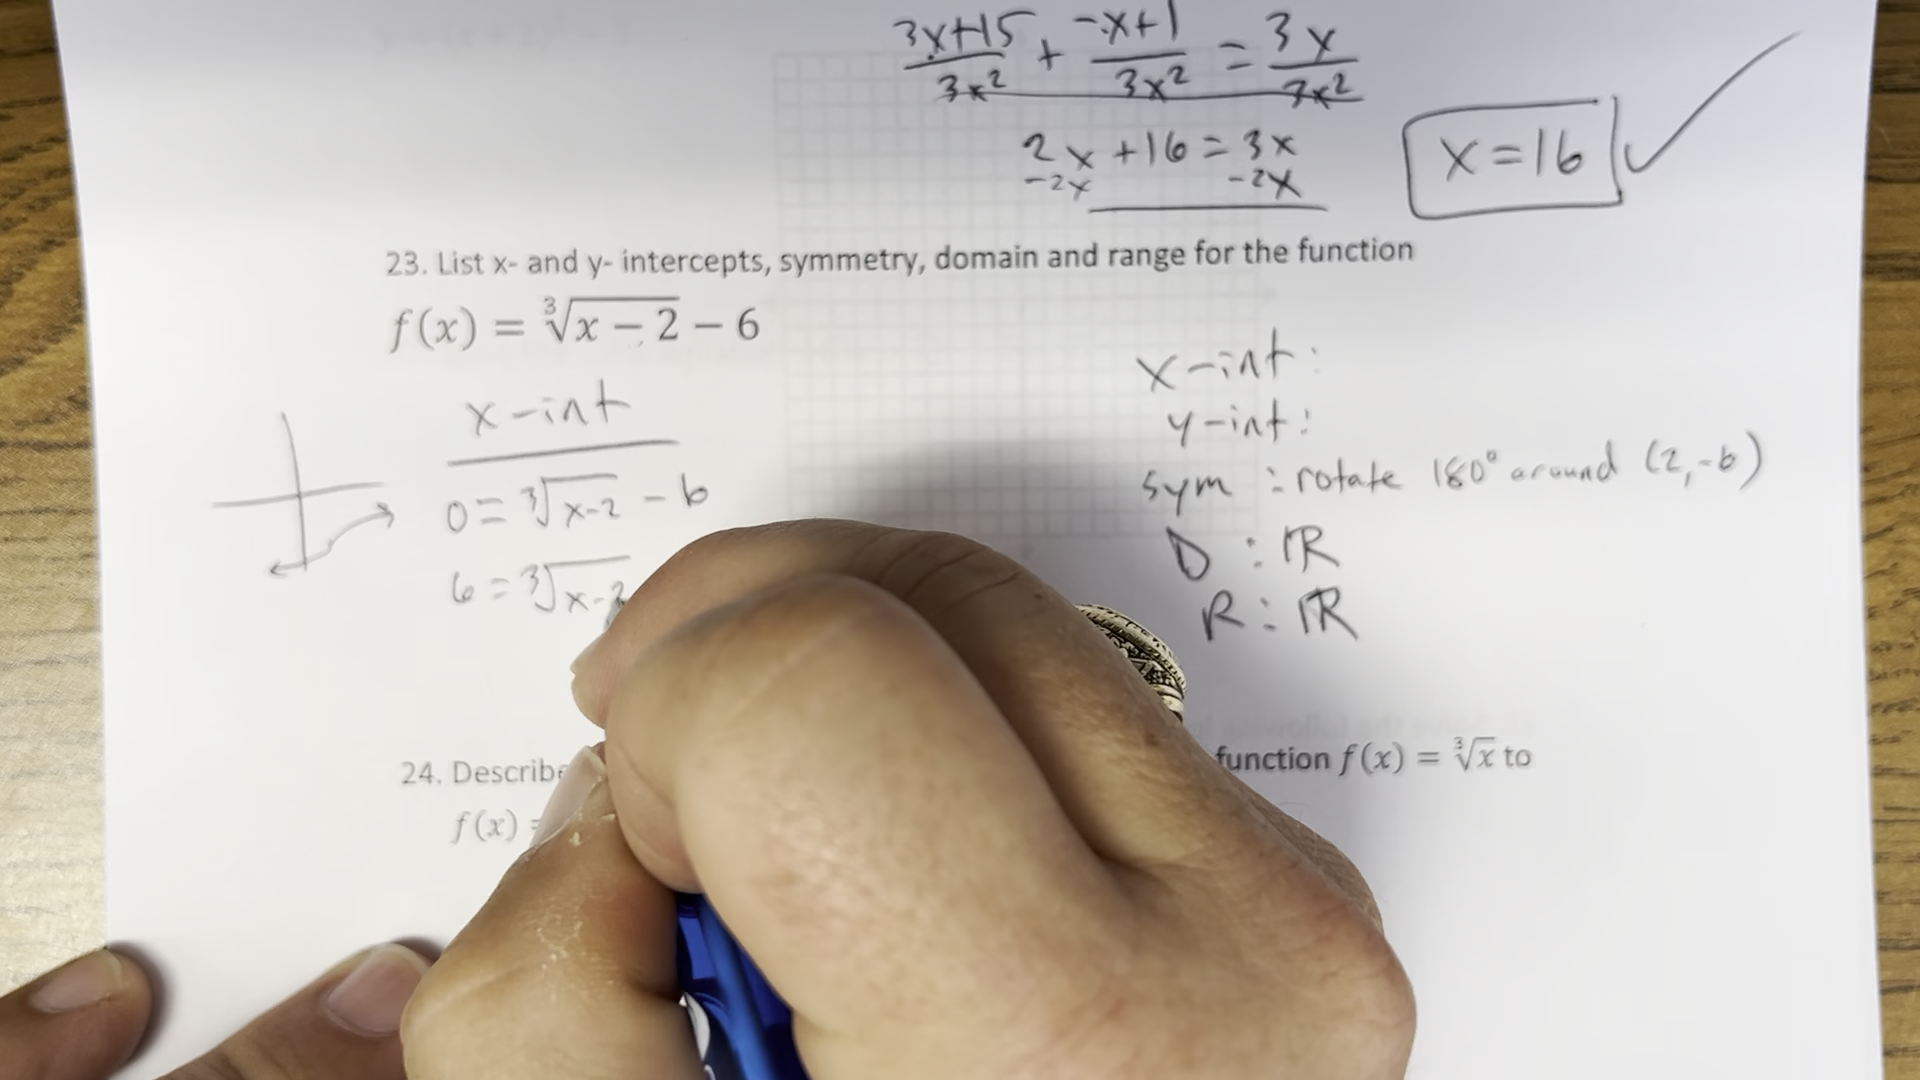 3x+15/3x² + -x+1/3x² = 3x/3x²
2x + 16 = 3x
-2x -2x
x = 16 ✓
23. List x- and y- intercepts, symmetry, domain and range for the function
f(x) = ∛(x − 2) − 6
x-int
0 = ∛(x-2) - 6
6 = ∛(x-2
x-int:
y-int:
sym : rotate 180° around (2,-6)
D : ℝ
R : ℝ
24. Describe function f(x) = ∛x to
f(x) =